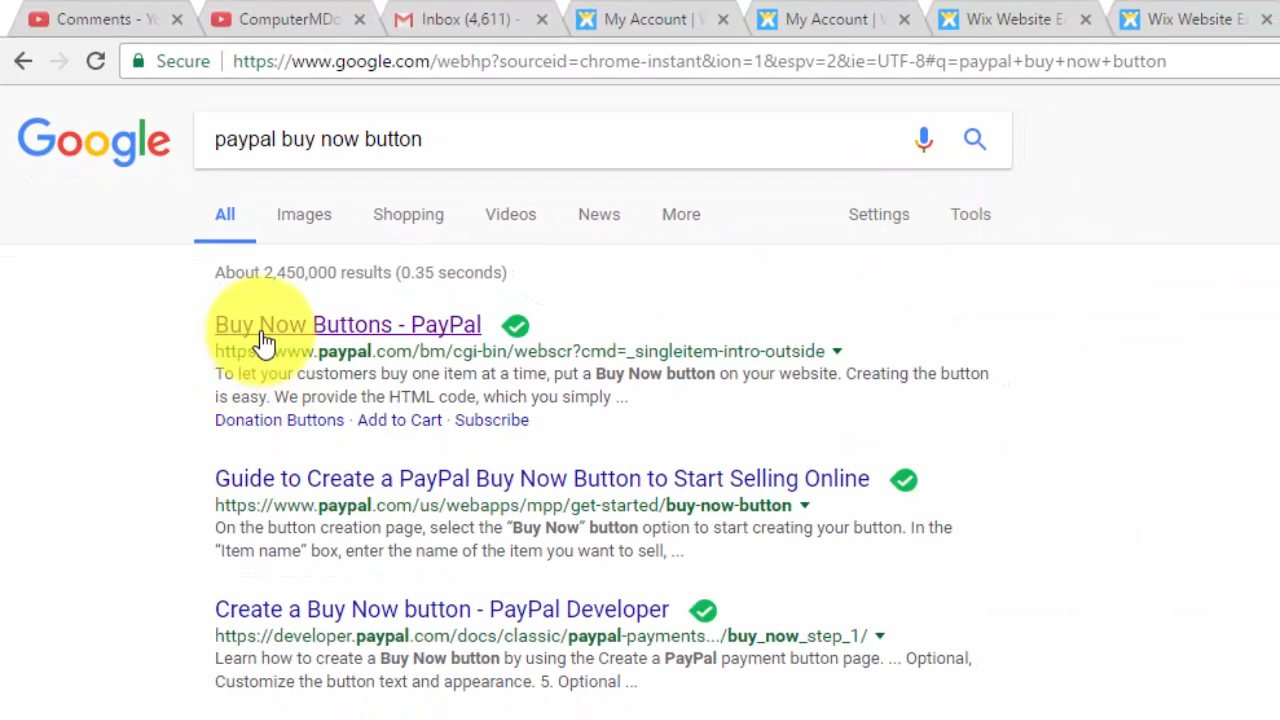 Comments - Yo
ComputerMDo
Inbox (4,611) -
My Account | W
My Account | W
Wix Website Ed
Wix Website Ed
Secure
https://www.google.com/webhp?sourceid=chrome-instant&ion=1&espv=2&ie=UTF-8#q=paypal+buy+now+button
Google
paypal buy now button
All Images Shopping Videos News More Settings Tools
About 2,450,000 results (0.35 seconds)
Buy Now Buttons - PayPal
https://www.paypal.com/bm/cgi-bin/webscr?cmd=_singleitem-intro-outside
To let your customers buy one item at a time, put a Buy Now button on your website. Creating the button
is easy. We provide the HTML code, which you simply ...
Donation Buttons · Add to Cart · Subscribe
Guide to Create a PayPal Buy Now Button to Start Selling Online
https://www.paypal.com/us/webapps/mpp/get-started/buy-now-button
On the button creation page, select the “Buy Now” button option to start creating your button. In the
“Item name” box, enter the name of the item you want to sell, ...
Create a Buy Now button - PayPal Developer
https://developer.paypal.com/docs/classic/paypal-payments.../buy_now_step_1/
Learn how to create a Buy Now button by using the Create a PayPal payment button page. ... Optional,
Customize the button text and appearance. 5. Optional ...